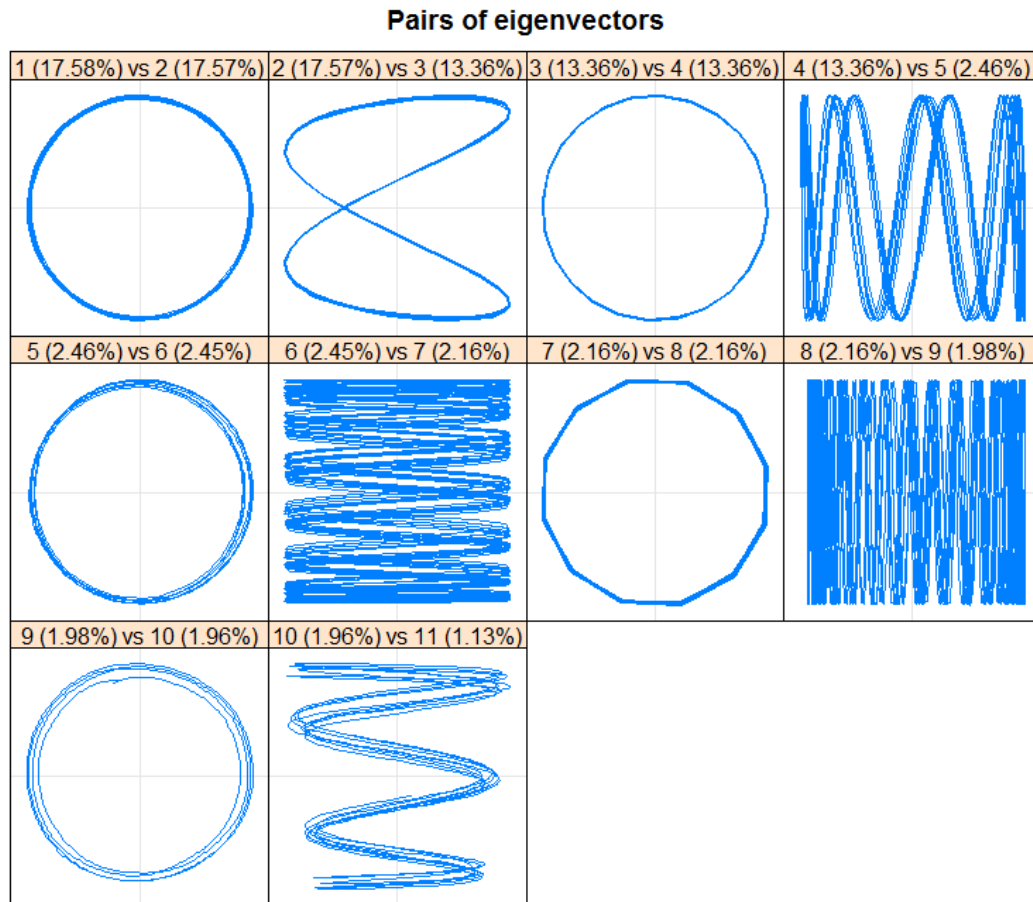 Pairs of eigenvectors
1 (17.58%) vs 2 (17.57%)
2 (17.57%) vs 3 (13.36%)
3 (13.36%) vs 4 (13.36%)
4 (13.36%) vs 5 (2.46%)
5 (2.46%) vs 6 (2.45%)
6 (2.45%) vs 7 (2.16%)
7 (2.16%) vs 8 (2.16%)
8 (2.16%) vs 9 (1.98%)
9 (1.98%) vs 10 (1.96%)
10 (1.96%) vs 11 (1.13%)